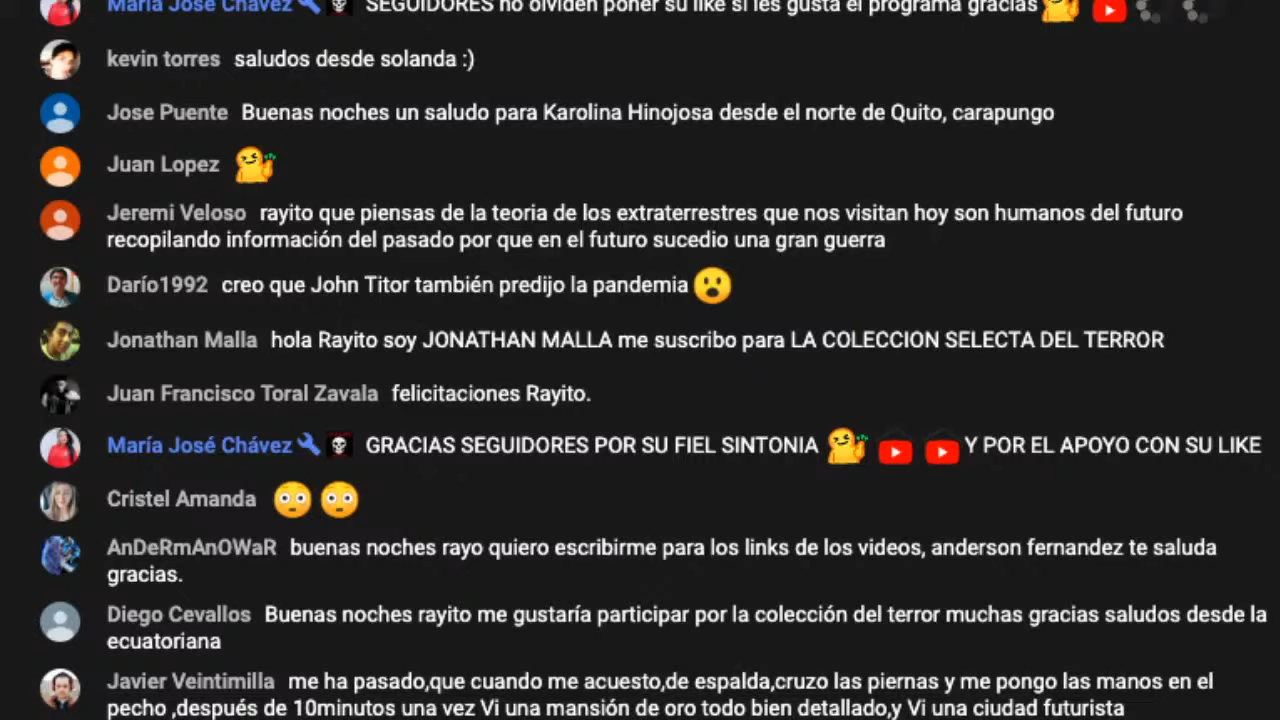 María José Chávez SEGUIDORES no olviden poner su like si les gusta el programa gracias
kevin torres saludos desde solanda :)
Jose Puente Buenas noches un saludo para Karolina Hinojosa desde el norte de Quito, carapungo
Juan Lopez
Jeremi Veloso rayito que piensas de la teoria de los extraterrestres que nos visitan hoy son humanos del futuro
recopilando información del pasado por que en el futuro sucedio una gran guerra
Darío1992 creo que John Titor también predijo la pandemia
Jonathan Malla hola Rayito soy JONATHAN MALLA me suscribo para LA COLECCION SELECTA DEL TERROR
Juan Francisco Toral Zavala felicitaciones Rayito.
María José Chávez GRACIAS SEGUIDORES POR SU FIEL SINTONIA Y POR EL APOYO CON SU LIKE
Cristel Amanda
AnDeRmAnOWaR buenas noches rayo quiero escribirme para los links de los videos, anderson fernandez te saluda
gracias.
Diego Cevallos Buenas noches rayito me gustaría participar por la colección del terror muchas gracias saludos desde la
ecuatoriana
Javier Veintimilla me ha pasado,que cuando me acuesto,de espalda,cruzo las piernas y me pongo las manos en el
pecho ,después de 10minutos una vez Vi una mansión de oro todo bien detallado,y Vi una ciudad futurista